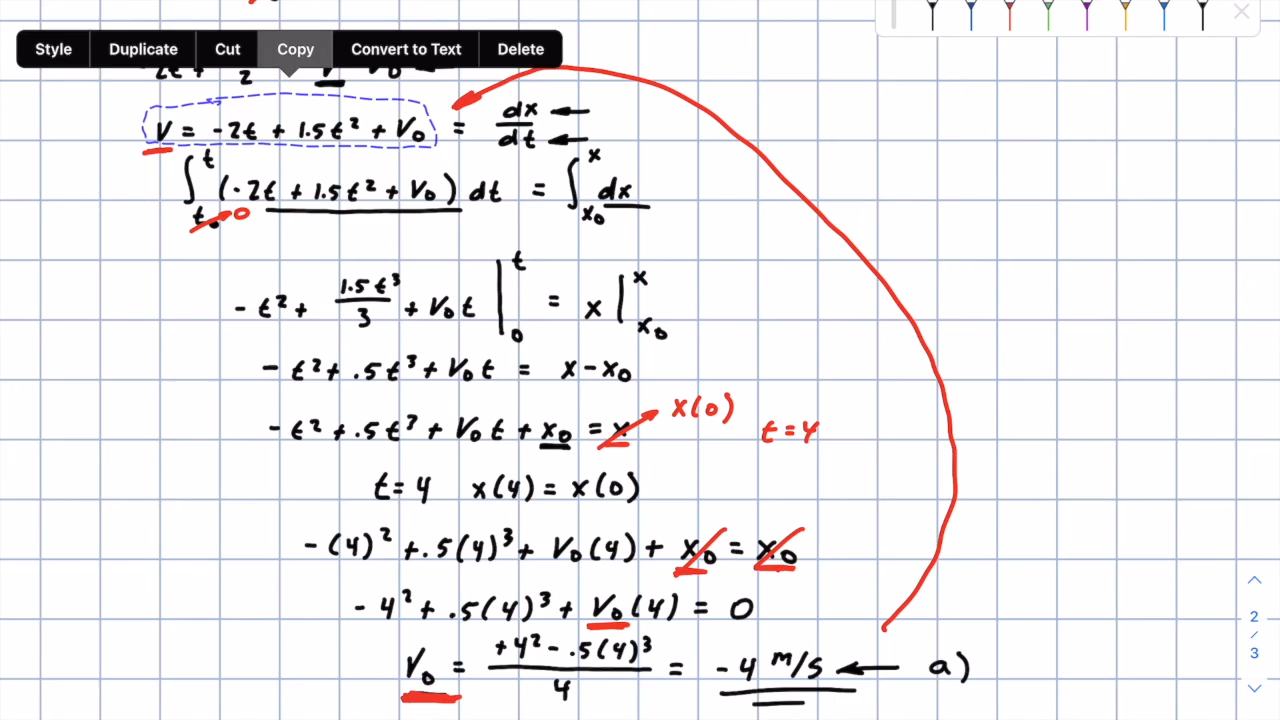 Style Duplicate Cut Copy Convert to Text Delete
V = -2t + 1.5t² + V₀ = dx/dt ←
∫ₜ₀ᵗ (-2t + 1.5t² + V₀) dt = ∫ₓ₀ˣ dx
0
-t² + 1.5t³/3 + V₀t |₀ᵗ = x |ₓ₀ˣ
-t² + .5t³ + V₀t = x - x₀
-t² + .5t³ + V₀t + x₀ = x x(0) t=4
t=4 x(4) = x(0)
-(4)² + .5(4)³ + V₀(4) + x₀ = x₀
-4² + .5(4)³ + V₀(4) = 0
V₀ = +4² - .5(4)³/4 = -4 m/s ← a)
2
/
3